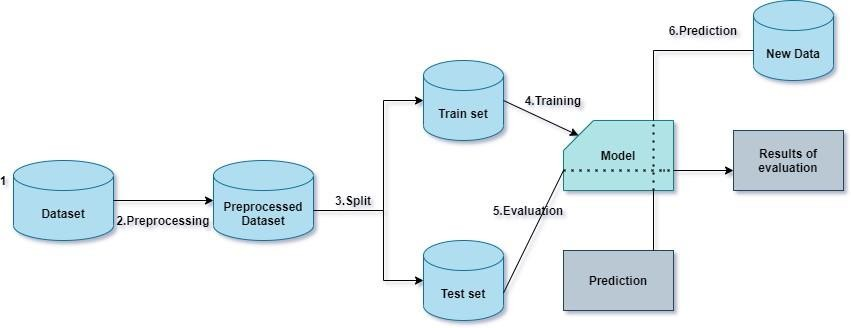 6.Prediction
New Data
Train set
4.Training
Model
Results of
evaluation
1
Dataset
2.Preprocessing
Preprocessed
Dataset
3.Split
5.Evaluation
Test set
Prediction